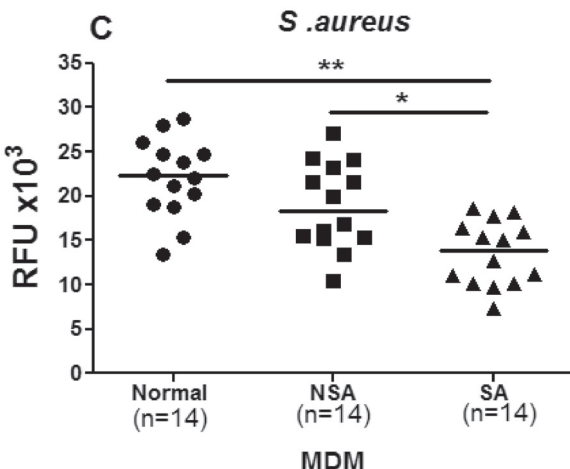 C
S .aureus
**
*
35
30
25
20
15
10
5
0
RFU x10³
Normal
(n=14)
NSA
(n=14)
SA
(n=14)
MDM